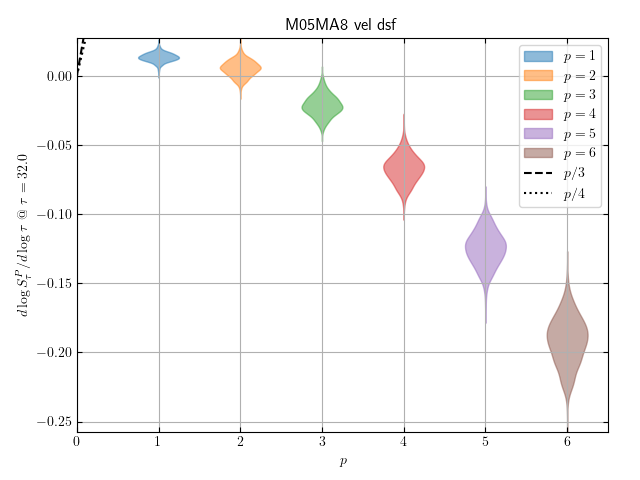 M05MA8 vel dsf
d log S_τ^P / d log τ @ τ = 32.0
0.00
−0.05
−0.10
−0.15
−0.20
−0.25
0 1 2 3 4 5 6
p
p = 1
p = 2
p = 3
p = 4
p = 5
p = 6
p/3
p/4